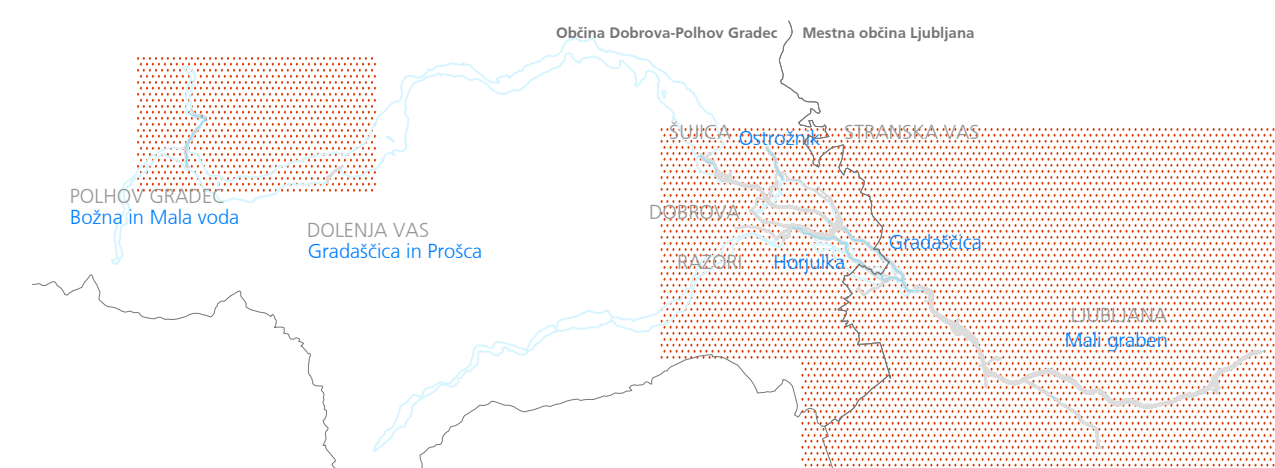 Občina Dobrova-Polhov Gradec
Mestna občina Ljubljana
ŠUJICA
Ostrožnik
STRANSKA VAS
POLHOV GRADEC
Božna in Mala voda
DOLENJA VAS
Gradaščica in Prošca
DOBROVA
Gradaščica
RAZORI
Horjulka
LJUBLJANA
Mali graben